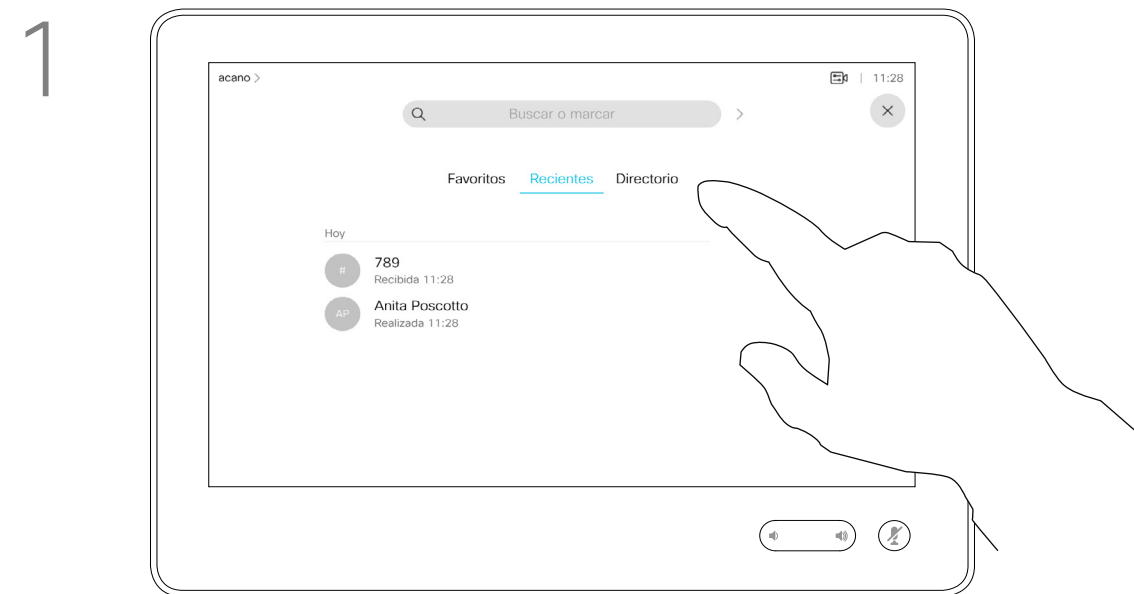 1
acano >
11:28
Buscar o marcar
Favoritos Recientes Directorio
Hoy
#
789
Recibida 11:28
AP
Anita Poscotto
Realizada 11:28